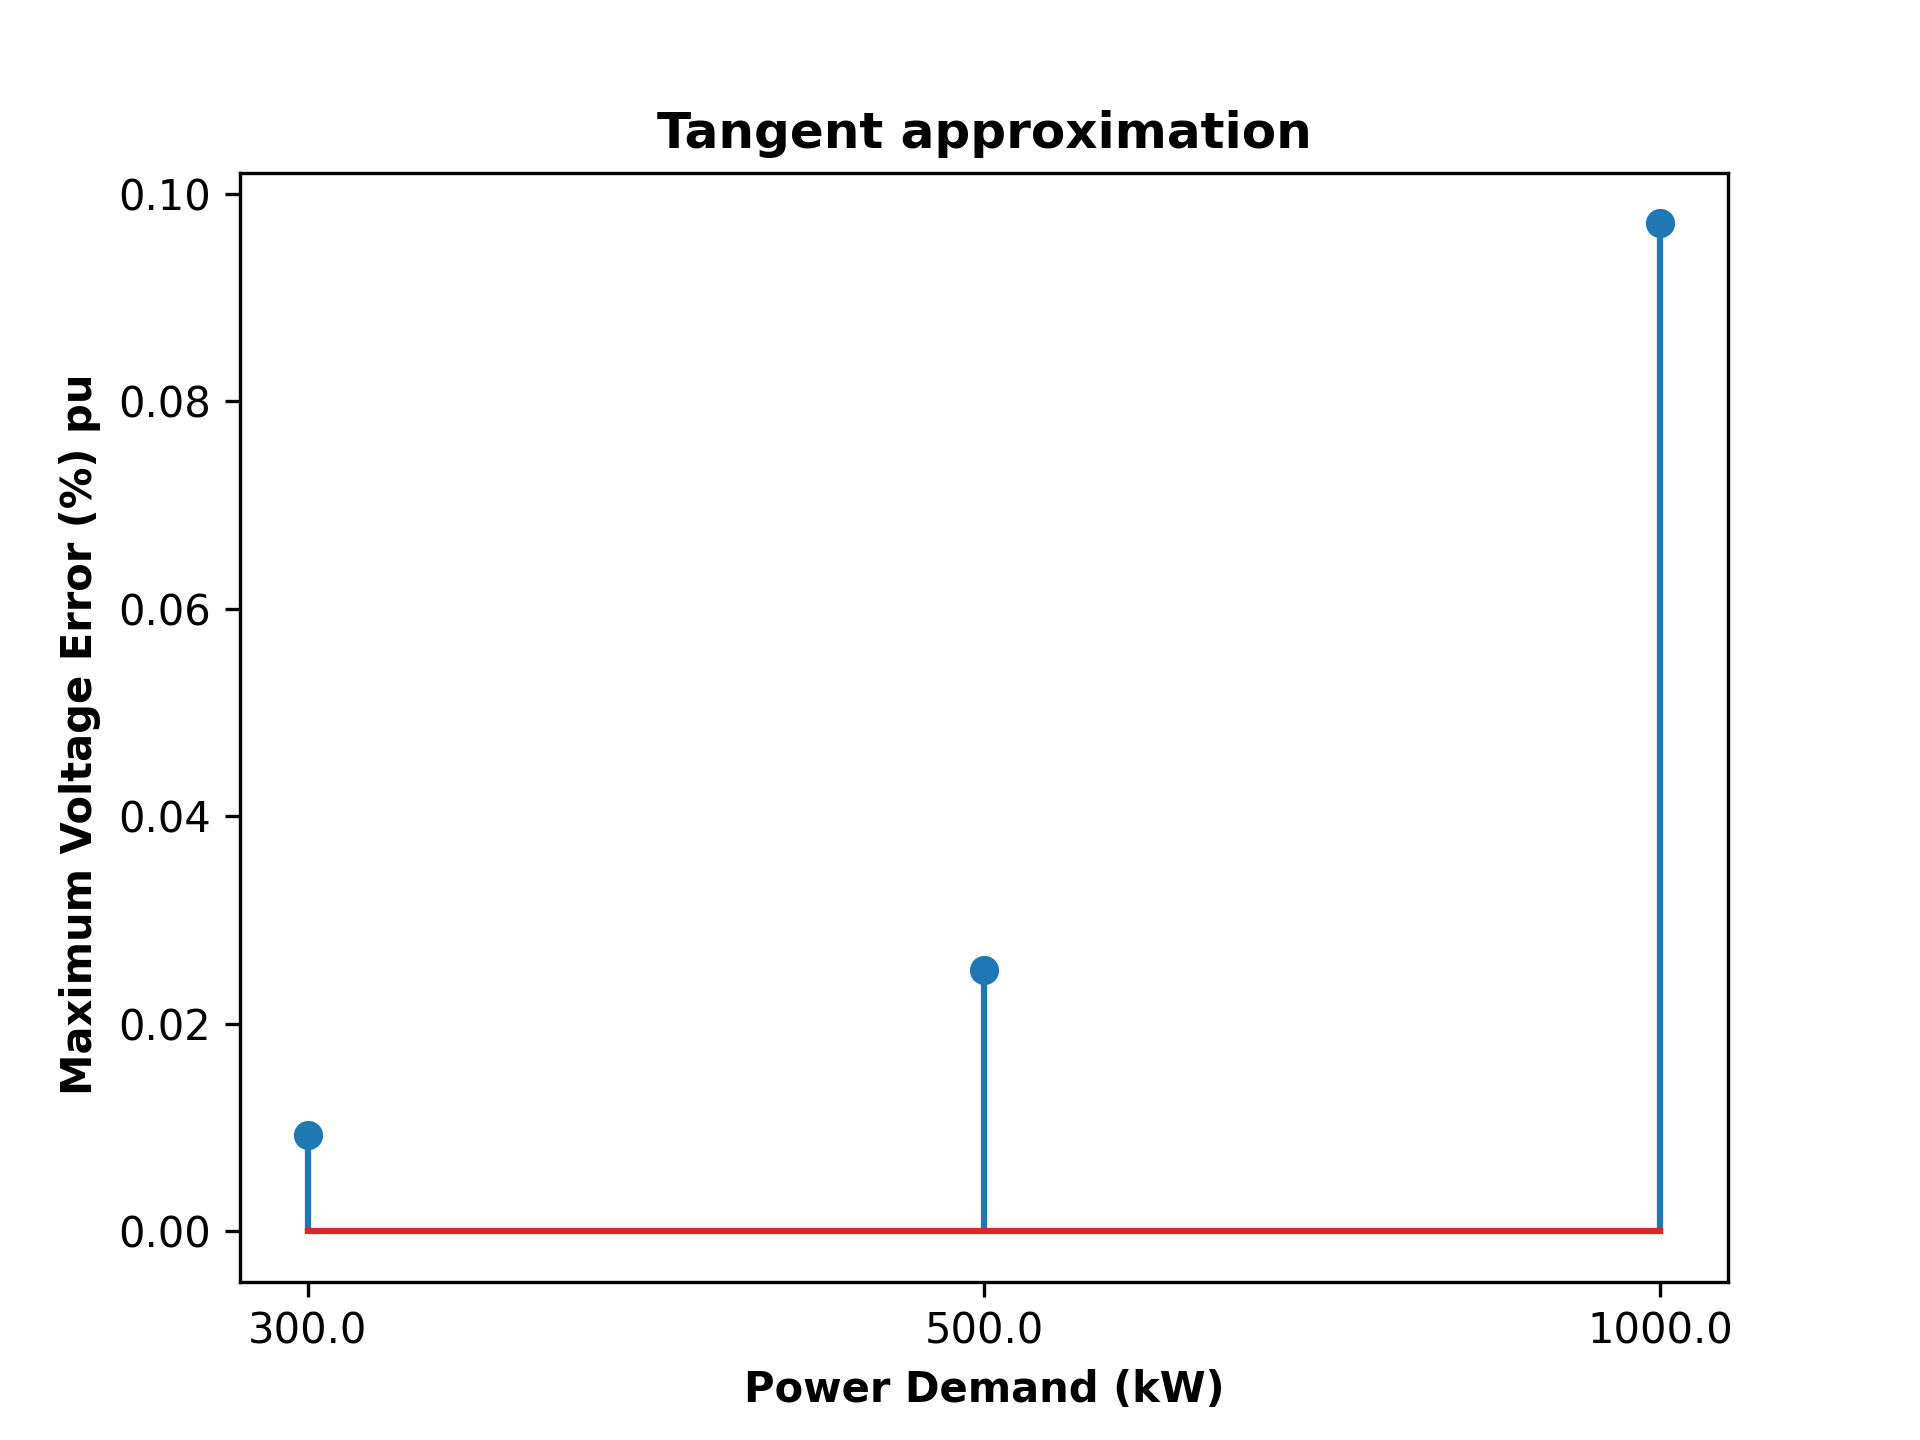 Tangent approximation
0.10
0.08
0.06
0.04
0.02
0.00
Maximum Voltage Error (%) pu
300.0 500.0 1000.0
Power Demand (kW)